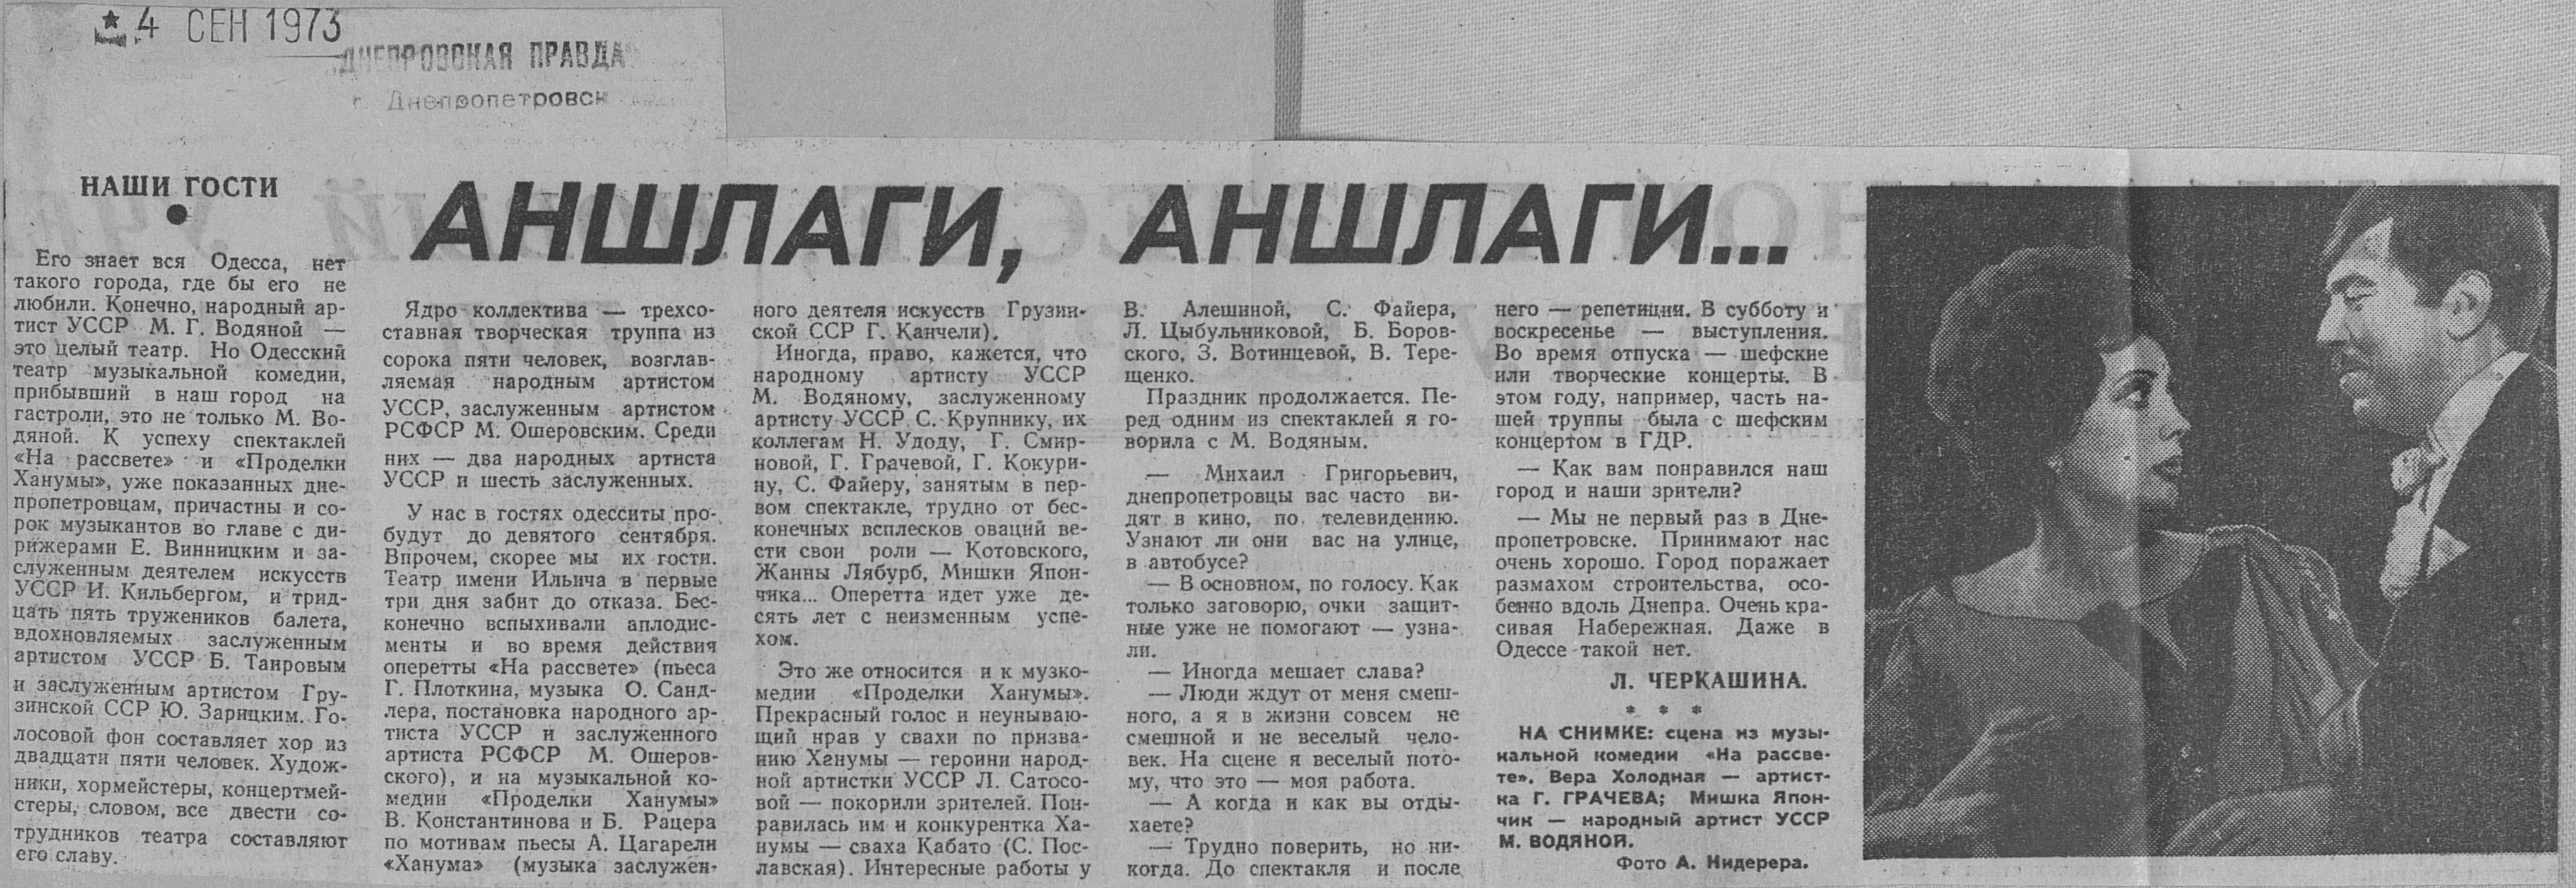 4 СЕН 1973
ДНЕПРОВСКАЯ ПРАВДА
г. Днепропетровск
НАШИ ГОСТИ
АНШЛАГИ, АНШЛАГИ...
Его знает вся Одесса, нет
такого города, где бы его не
любили. Конечно, народный ар-
тист УССР М. Г. Водяной —
это целый театр. Но Одесский
театр музыкальной комедии,
прибывший в наш город на
гастроли, это не только М. Во-
дяной. К успеху спектаклей
«На рассвете» и «Проделки
Ханумы», уже показанных дне-
пропетровцам, причастны и со-
рок музыкантов во главе с ди-
рижерами Е. Винницким и за-
служенным деятелем искусств
УССР И. Кильбергом, и трид-
цать пять тружеников балета,
вдохновляемых заслуженным
артистом УССР Б. Таировым
и заслуженным артистом Гру-
зинской ССР Ю. Зарицким. Го-
лосовой фон составляет хор из
двадцати пяти человек. Худож-
ники, хормейстеры, концертмей-
стеры, словом, все двести со-
трудников театра составляют
его славу.
Ядро коллектива — трехсо-
ставная творческая труппа из
сорока пяти человек, возглав-
ляемая народным артистом
УССР, заслуженным артистом
РСФСР М. Ошеровским. Среди
них — два народных артиста
УССР и шесть заслуженных.
У нас в гостях одесситы про-
будут до девятого сентября.
Впрочем, скорее мы их гости.
Театр имени Ильича в первые
три дня забит до отказа. Бес-
конечно вспыхивали аплодис-
менты и во время действия
оперетты «На рассвете» (пьеса
Г. Плоткина, музыка О. Санд-
лера, постановка народного ар-
тиста УССР и заслуженного
артиста РСФСР М. Ошеров-
ского), и на музыкальной ко-
медии «Проделки Ханумы»
В. Константинова и Б. Рацера
по мотивам пьесы А. Цагарели
«Ханума» (музыка заслужен-
ного деятеля искусств Грузин-
ской ССР Г. Канчели).
Иногда, право, кажется, что
народному артисту УССР
М. Водяному, заслуженному
артисту УССР С. Крупнику, их
коллегам Н. Удоду, Г. Смир-
новой, Г. Грачевой, Г. Кокури-
ну, С. Файеру, занятым в пер-
вом спектакле, трудно от бес-
конечных всплесков оваций ве-
сти свои роли — Котовского,
Жанны Лябурб, Мишки Япон-
чика... Оперетта идет уже де-
сять лет с неизменным успе-
хом.
Это же относится и к музко-
медии «Проделки Ханумы».
Прекрасный голос и неунываю-
щий нрав у свахи по призва-
нию Ханумы — героини народ-
ной артистки УССР Л. Сатосо-
вой — покорили зрителей. Пон-
равилась им и конкурентка Ха-
нумы — сваха Кабато (С. Пос-
лавская). Интересные работы у
В. Алешиной, С. Файера,
Л. Цыбульниковой, Б. Боров-
ского, З. Вотинцевой, В. Тере-
щенко.
Праздник продолжается. Пе-
ред одним из спектаклей я го-
ворила с М. Водяным.
— Михаил Григорьевич,
днепропетровцы вас часто ви-
дят в кино, по телевидению.
Узнают ли они вас на улице,
в автобусе?
— В основном, по голосу. Как
только заговорю, очки защит-
ные уже не помогают — узна-
ли.
— Иногда мешает слава?
— Люди ждут от меня смеш-
ного, а я в жизни совсем не
смешной и не веселый чело-
век. На сцене я веселый пото-
му, что это — моя работа.
— А когда и как вы отды-
хаете?
— Трудно поверить, но ни-
когда. До спектакля и после
него — репетиции. В субботу и
воскресенье — выступления.
Во время отпуска — шефские
или творческие концерты. В
этом году, например, часть на-
шей труппы была с шефским
концертом в ГДР.
— Как вам понравился наш
город и наши зрители?
— Мы не первый раз в Дне-
пропетровске. Принимают нас
очень хорошо. Город поражает
размахом строительства, осо-
бенно вдоль Днепра. Очень кра-
сивая Набережная. Даже в
Одессе такой нет.
Л. ЧЕРКАШИНА.
* * *
НА СНИМКЕ: сцена из музы-
кальной комедии «На рассве-
те». Вера Холодная — артист-
ка Г. ГРАЧЕВА; Мишка Япон-
чик — народный артист УССР
М. ВОДЯНОЙ.
Фото А. Нидерера.